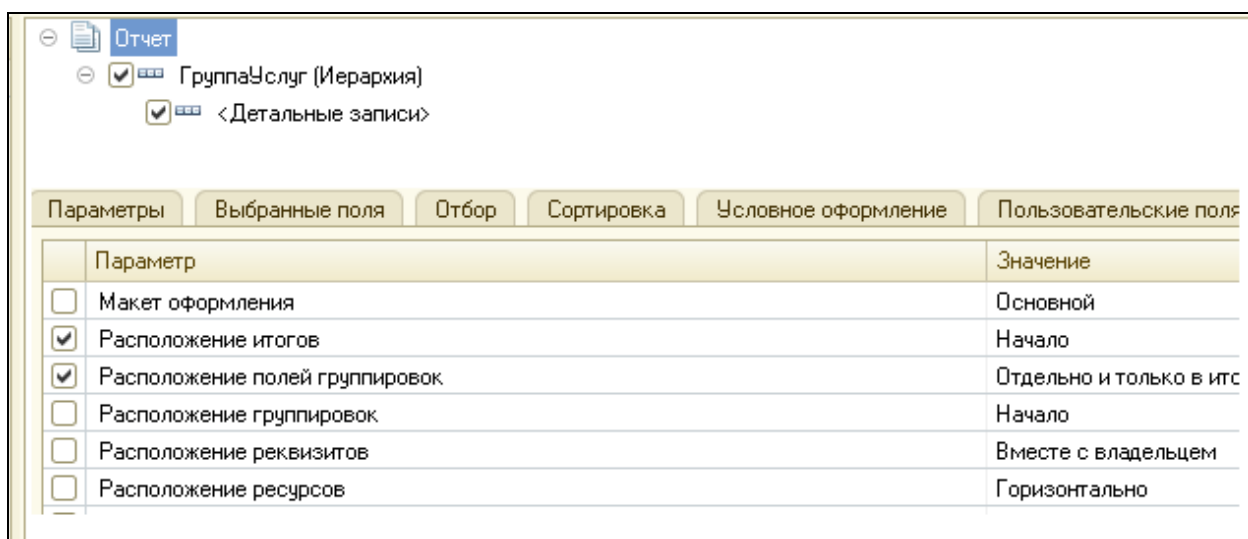 Отчет
ГруппаУслуг (Иерархия)
<Детальные записи>
Параметры Выбранные поля Отбор Сортировка Условное оформление Пользовательские поля
Параметр Значение
Макет оформления Основной
Расположение итогов Начало
Расположение полей группировок Отдельно и только в ито
Расположение группировок Начало
Расположение реквизитов Вместе с владельцем
Расположение ресурсов Горизонтально